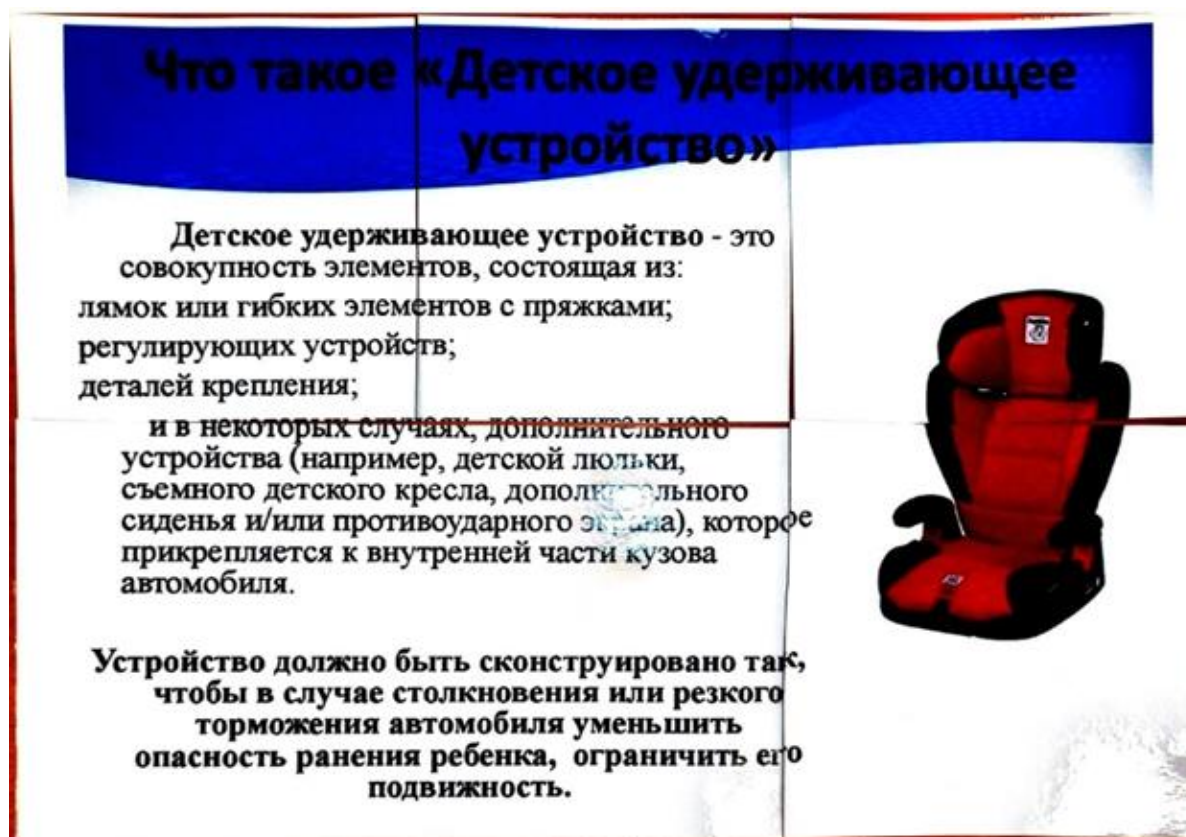 Что такое «Детское удерживающее
устройство»
Детское удерживающее устройство - это
совокупность элементов, состоящая из:
лямок или гибких элементов с пряжками;
регулирующих устройств;
деталей крепления;
и в некоторых случаях, дополнительного
устройства (например, детской люльки,
съемного детского кресла, дополнительного
сиденья и/или противоударного экрана), которое
прикрепляется к внутренней части кузова
автомобиля.
Устройство должно быть сконструировано так,
чтобы в случае столкновения или резкого
торможения автомобиля уменьшить
опасность ранения ребенка, ограничить его
подвижность.